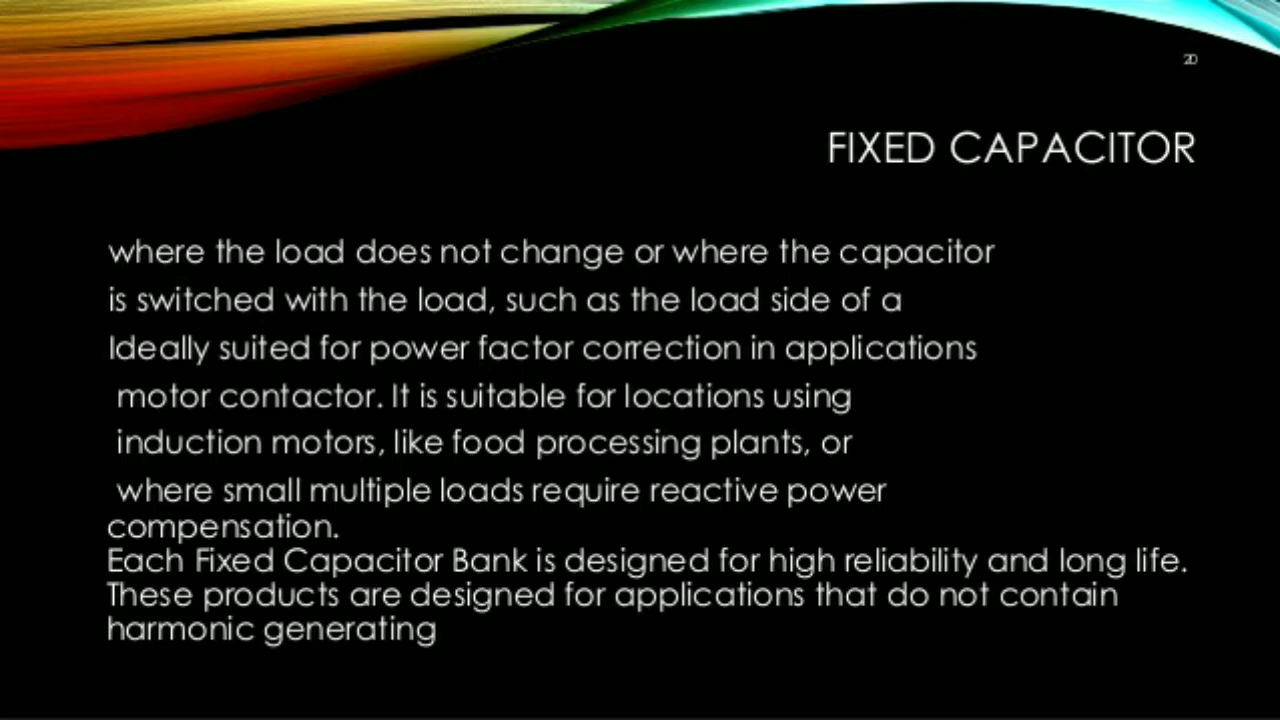 20
FIXED CAPACITOR
where the load does not change or where the capacitor
is switched with the load, such as the load side of a
Ideally suited for power factor correction in applications
motor contactor. It is suitable for locations using
induction motors, like food processing plants, or
where small multiple loads require reactive power
compensation.
Each Fixed Capacitor Bank is designed for high reliability and long life.
These products are designed for applications that do not contain
harmonic generating